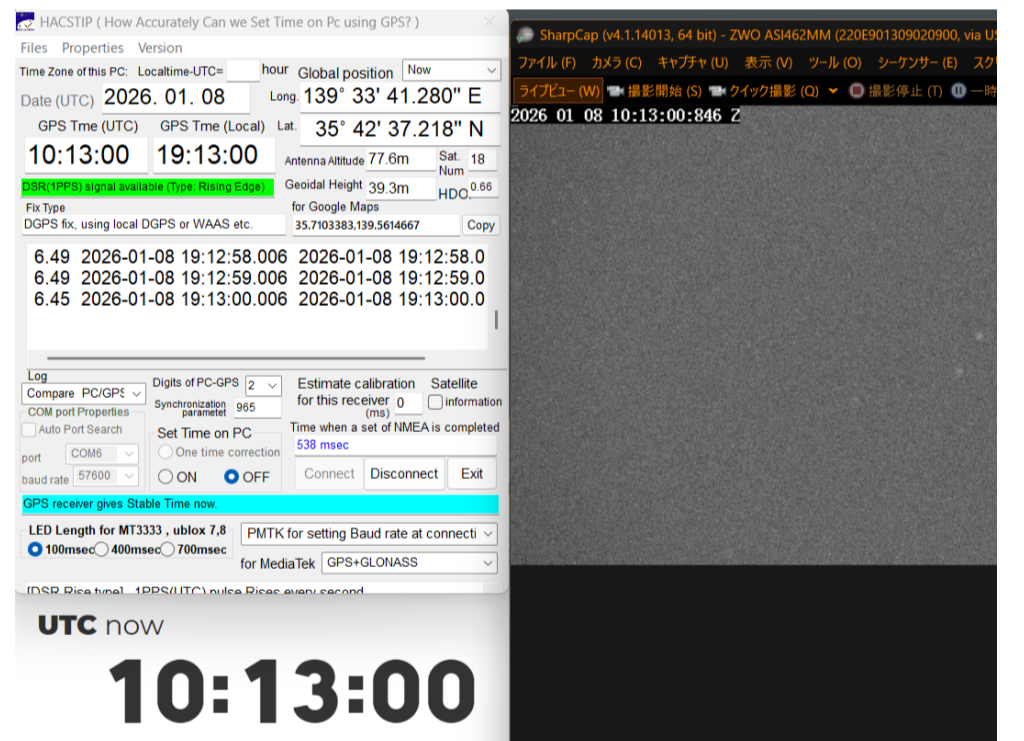 HACSTIP ( How Accurately Can we Set Time on Pc using GPS? )
Files Properties Version
Time Zone of this PC: Localtime-UTC= hour
Global position Now
Date (UTC) 2026. 01. 08
Long. 139° 33' 41.280" E
GPS Tme (UTC) GPS Tme (Local)
Lat. 35° 42' 37.218" N
10:13:00 19:13:00
Antenna Altitude 77.6m Sat. Num 18
DSR(1PPS) signal available (Type: Rising Edge)
Geoidal Height 39.3m HDO. 0.66
Fix Type
for Google Maps
DGPS fix, using local DGPS or WAAS etc.
35.7103383,139.5614667 Copy
6.49 2026-01-08 19:12:58.006 2026-01-08 19:12:58.0
6.49 2026-01-08 19:12:59.006 2026-01-08 19:12:59.0
6.45 2026-01-08 19:13:00.006 2026-01-08 19:13:00.0
Log
Compare PC/GPS
Digits of PC-GPS 2
Synchronization parametet 965
Estimate calibration for this receiver (ms) 0
Satellite information
COM port Properties
Auto Port Search
port COM6
baud rate 57600
Set Time on PC
One time correction
ON OFF
Time when a set of NMEA is completed
538 msec
Connect Disconnect Exit
GPS receiver gives Stable Time now.
LED Length for MT3333 , ublox 7,8
100msec 400msec 700msec
PMTK for setting Baud rate at connecti
for MediaTek GPS+GLONASS
[DSR Rise type] 1PPS(UTC) pulse Rises every second
UTC now
10:13:00
SharpCap (v4.1.14013, 64 bit) - ZWO ASI462MM (220E901309020900, via US
ファイル (F) カメラ (C) キャプチャ (U) 表示 (V) ツール (O) シーケンサー (E) スク
ライブビュー (W) 撮影開始 (S) クイック撮影 (Q) 撮影停止 (T) 一時
2026 01 08 10:13:00:846 Z